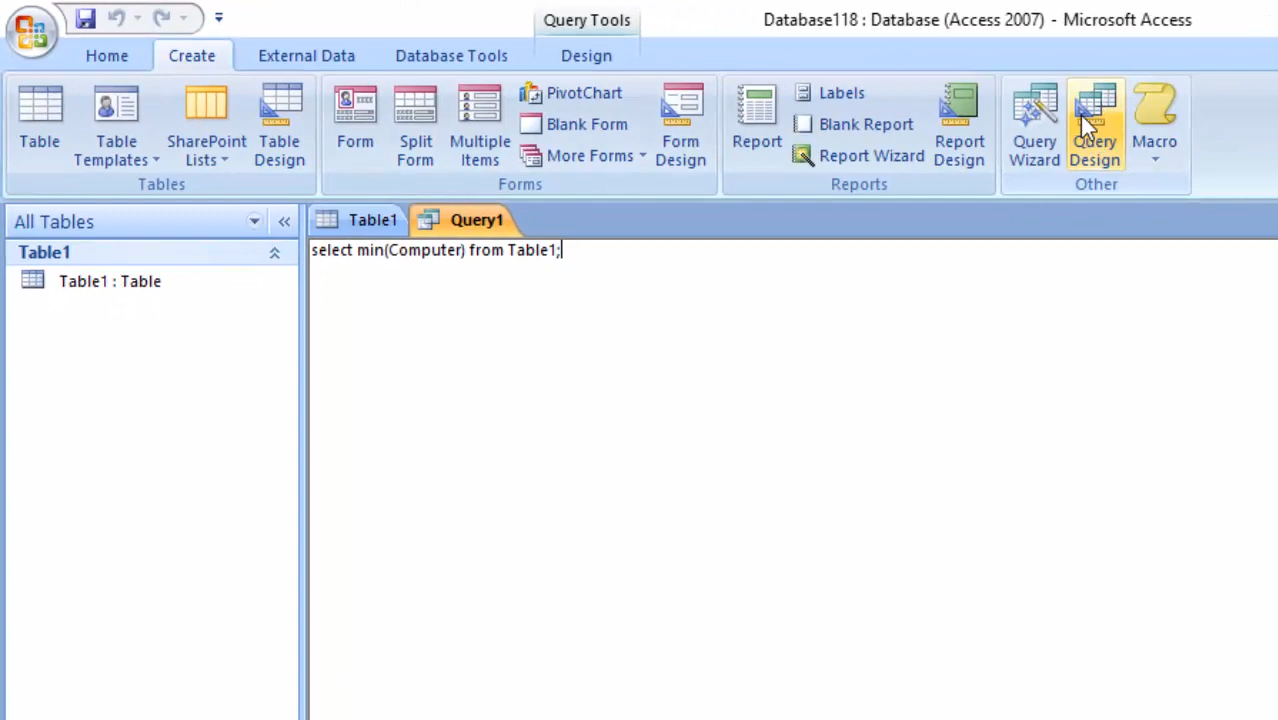 Query Tools
Database118 : Database (Access 2007) - Microsoft Access
Home Create External Data Database Tools Design
Table
Table Templates
SharePoint Lists
Table Design
Form
Split Form
Multiple Items
PivotChart
Blank Form
More Forms
Form Design
Report
Labels
Blank Report
Report Wizard
Report Design
Query Wizard
Query Design
Macro
Tables Forms Reports Other
All Tables «
Table1 Query1
Table1
Table1 : Table
select min(Computer) from Table1;